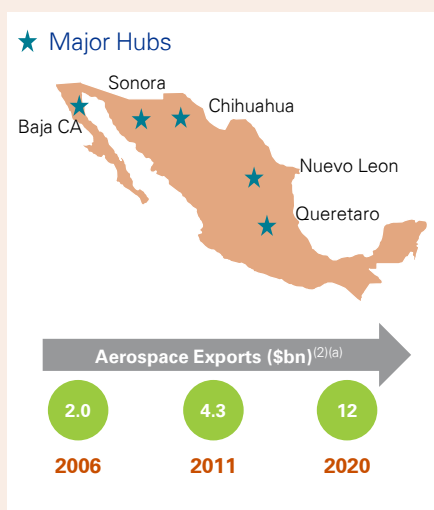 Major Hubs
Sonora
Chihuahua
Baja CA
Nuevo Leon
Queretaro
Aerospace Exports ($bn)(2)(a)
2.0 4.3 12
2006 2011 2020